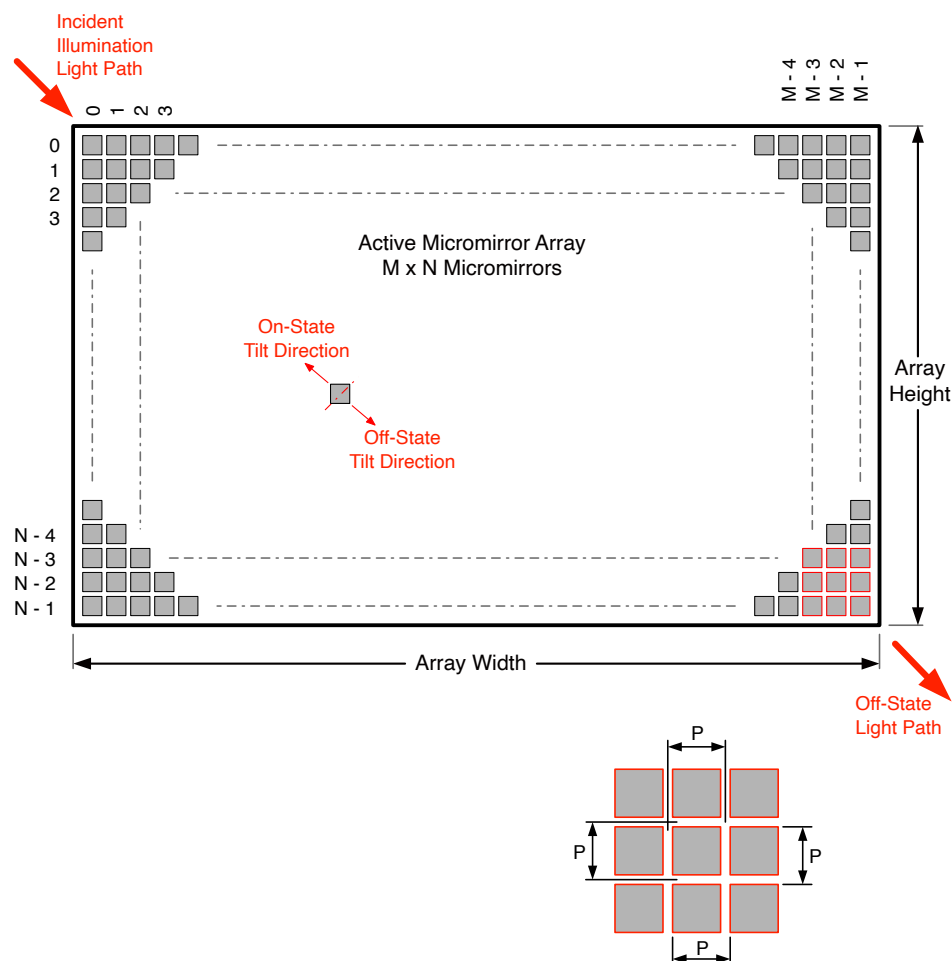 Incident
Illumination
Light Path
0
1
2
3
M - 4
M - 3
M - 2
M - 1
0
1
2
3
Active Micromirror Array
M x N Micromirrors
On-State
Tilt Direction
Off-State
Tilt Direction
Array
Height
N - 4
N - 3
N - 2
N - 1
Array Width
Off-State
Light Path
P
P
P
P